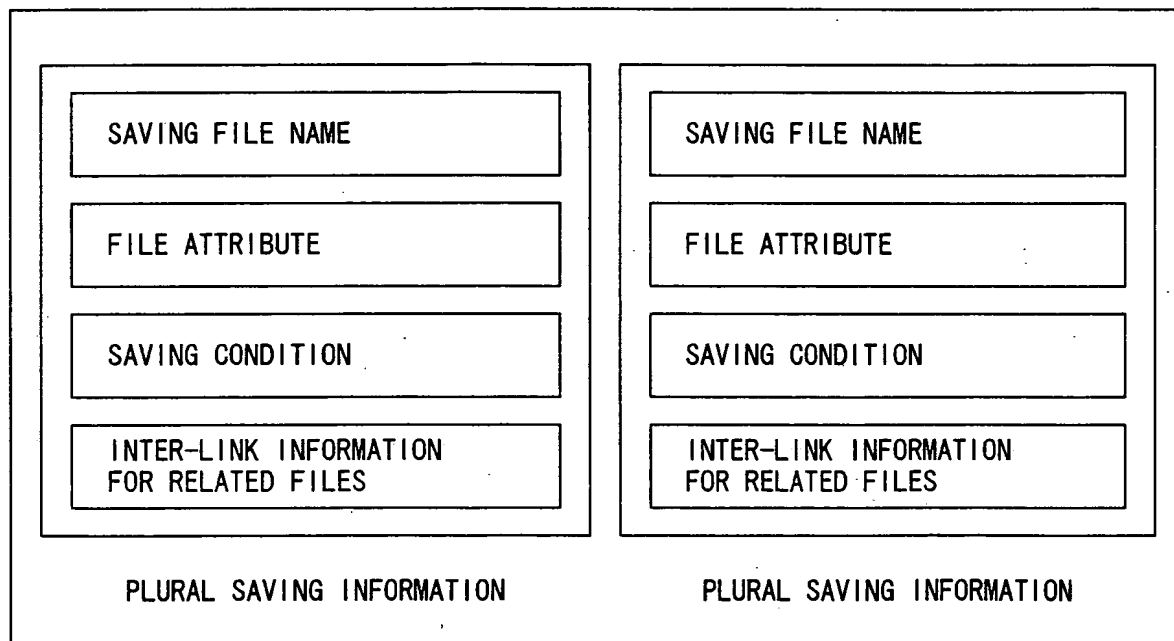 SAVING FILE NAME
FILE ATTRIBUTE
SAVING CONDITION
INTER-LINK INFORMATION
FOR RELATED FILES
PLURAL SAVING INFORMATION
SAVING FILE NAME
FILE ATTRIBUTE
SAVING CONDITION
INTER-LINK INFORMATION
FOR RELATED FILES
PLURAL SAVING INFORMATION